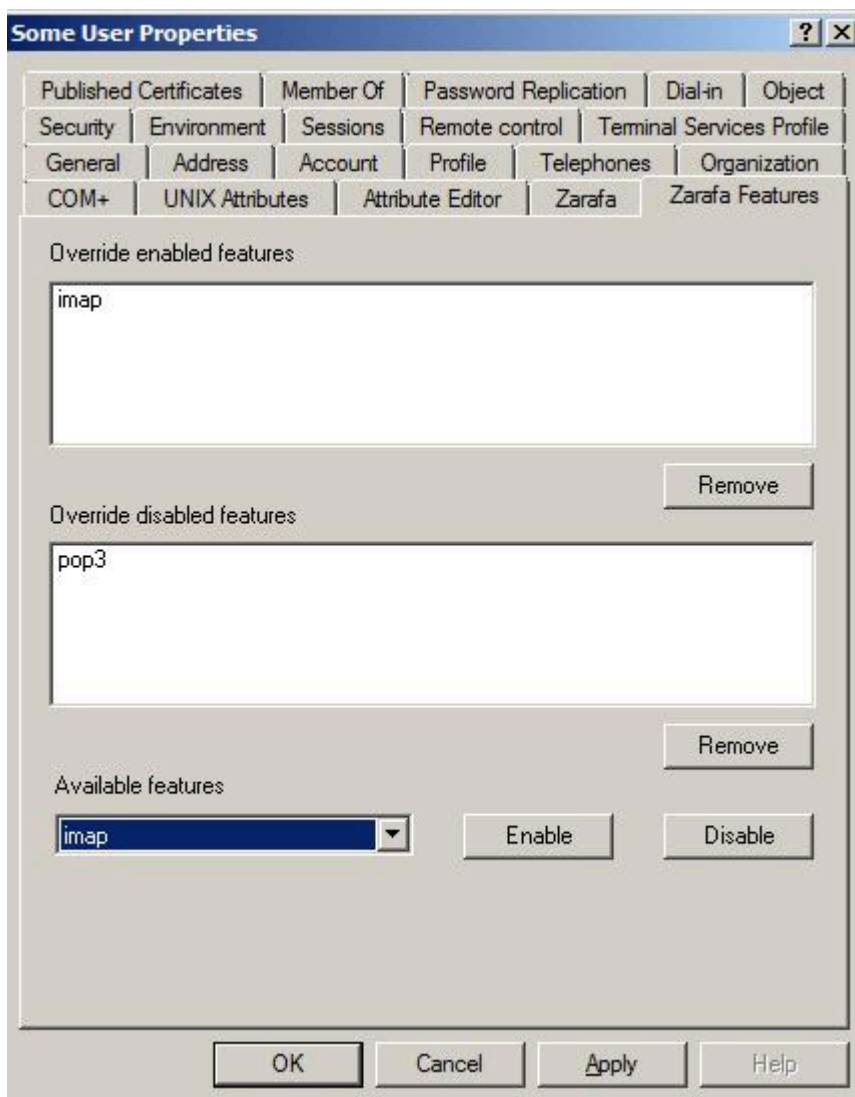 Some User Properties ? X
Published Certificates Member Of Password Replication Dial-in Object
Security Environment Sessions Remote control Terminal Services Profile
General Address Account Profile Telephones Organization
COM+ UNIX Attributes Attribute Editor Zarafa Zarafa Features
Override enabled features
imap
Remove
Override disabled features
pop3
Remove
Available features
imap Enable Disable
OK Cancel Apply Help